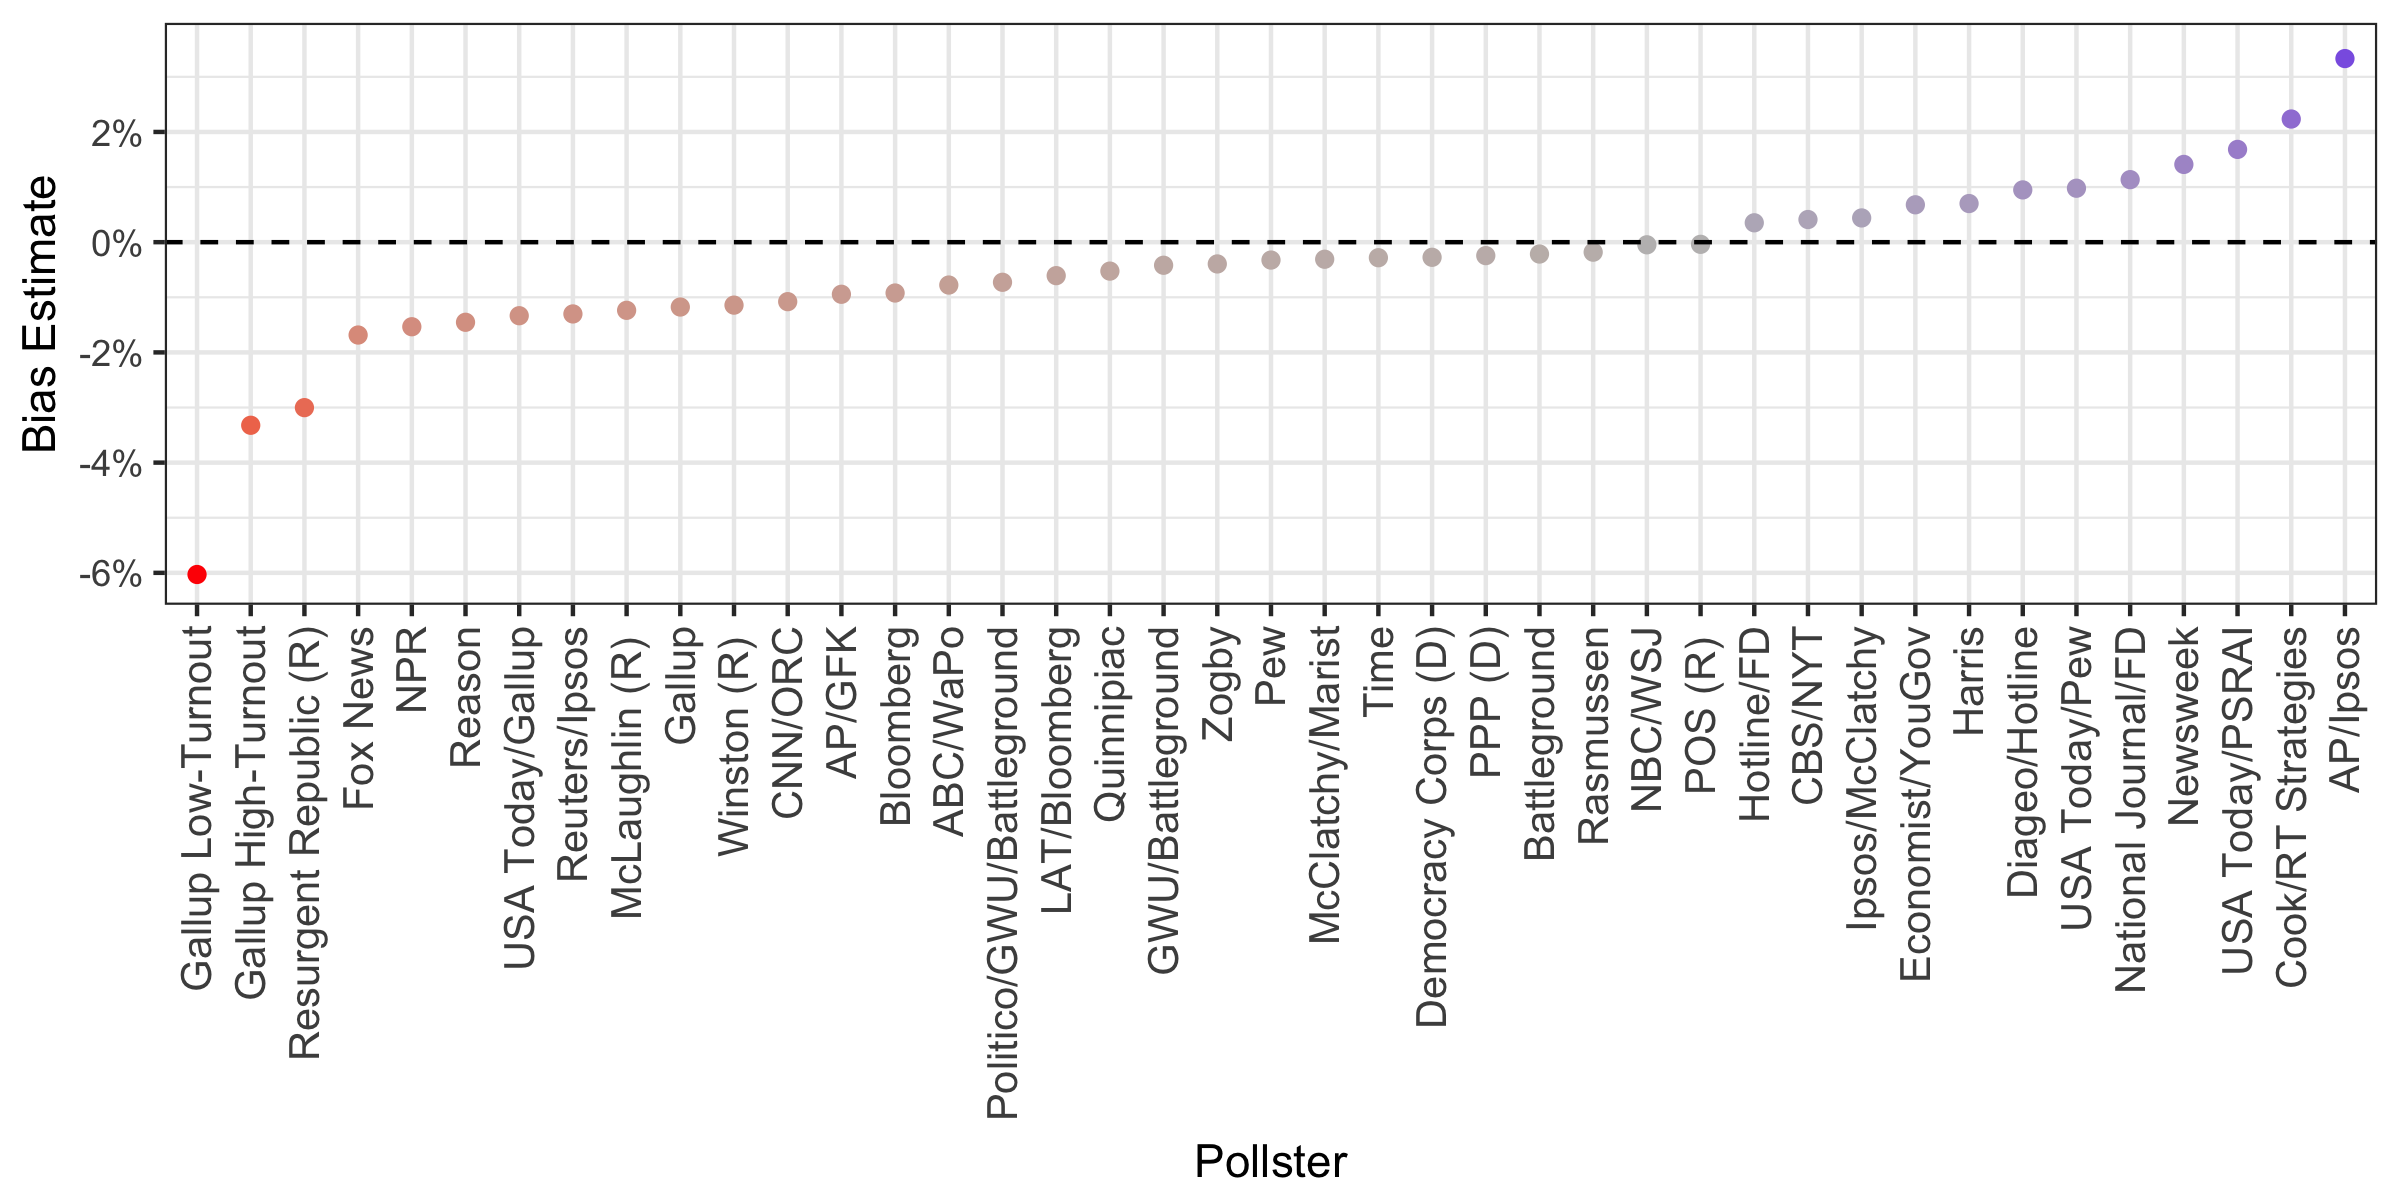 Bias Estimate
2%
0%
-2%
-4%
-6%
Gallup Low-Turnout
Gallup High-Turnout
Resurgent Republic (R)
Fox News
NPR
Reason
USA Today/Gallup
Reuters/Ipsos
McLaughlin (R)
Gallup
Winston (R)
CNN/ORC
AP/GFK
Bloomberg
ABC/WaPo
Politico/GWU/Battleground
LAT/Bloomberg
Quinnipiac
GWU/Battleground
Zogby
Pew
McClatchy/Marist
Time
Democracy Corps (D)
PPP (D)
Battleground
Rasmussen
NBC/WSJ
POS (R)
Hotline/FD
CBS/NYT
Ipsos/McClatchy
Economist/YouGov
Harris
Diageo/Hotline
USA Today/Pew
National Journal/FD
Newsweek
USA Today/PSRAI
Cook/RT Strategies
AP/Ipsos
Pollster